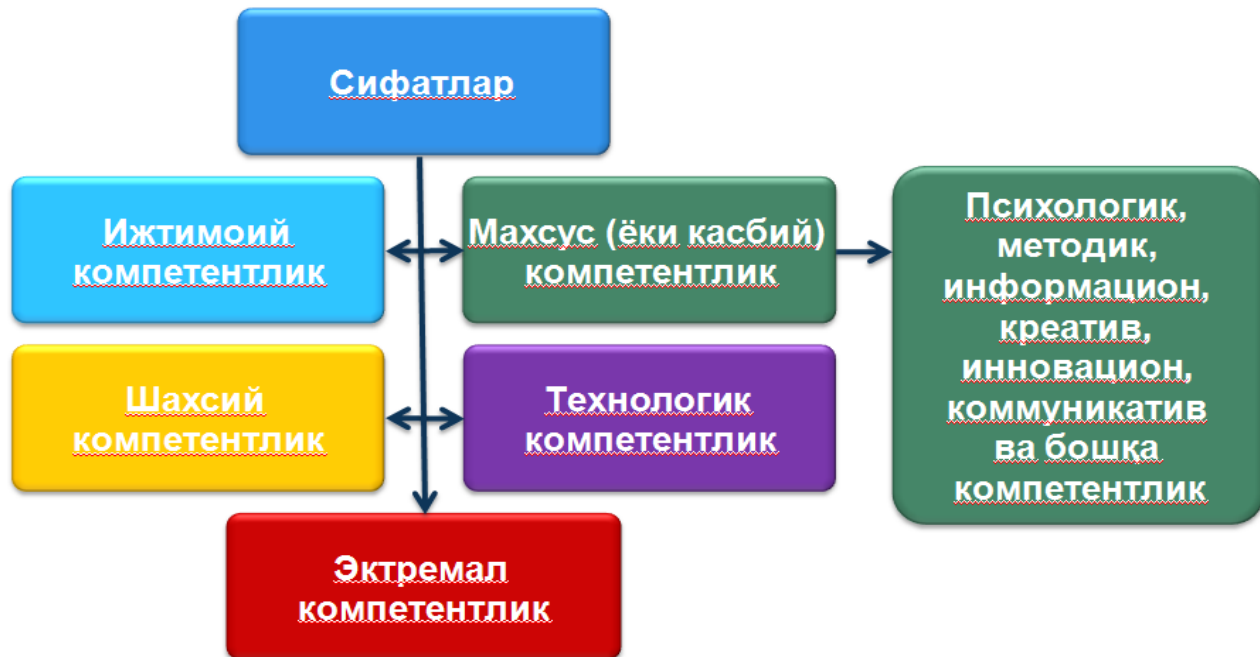 Сифатлар
Ижтимоий
компетентлик
Махсус (ёки касбий)
компетентлик
Психологик,
методик,
информацион,
креатив,
инновацион,
коммуникатив
ва бошқа
компетентлик
Шахсий
компетентлик
Технологик
компетентлик
Эктремал
компетентлик